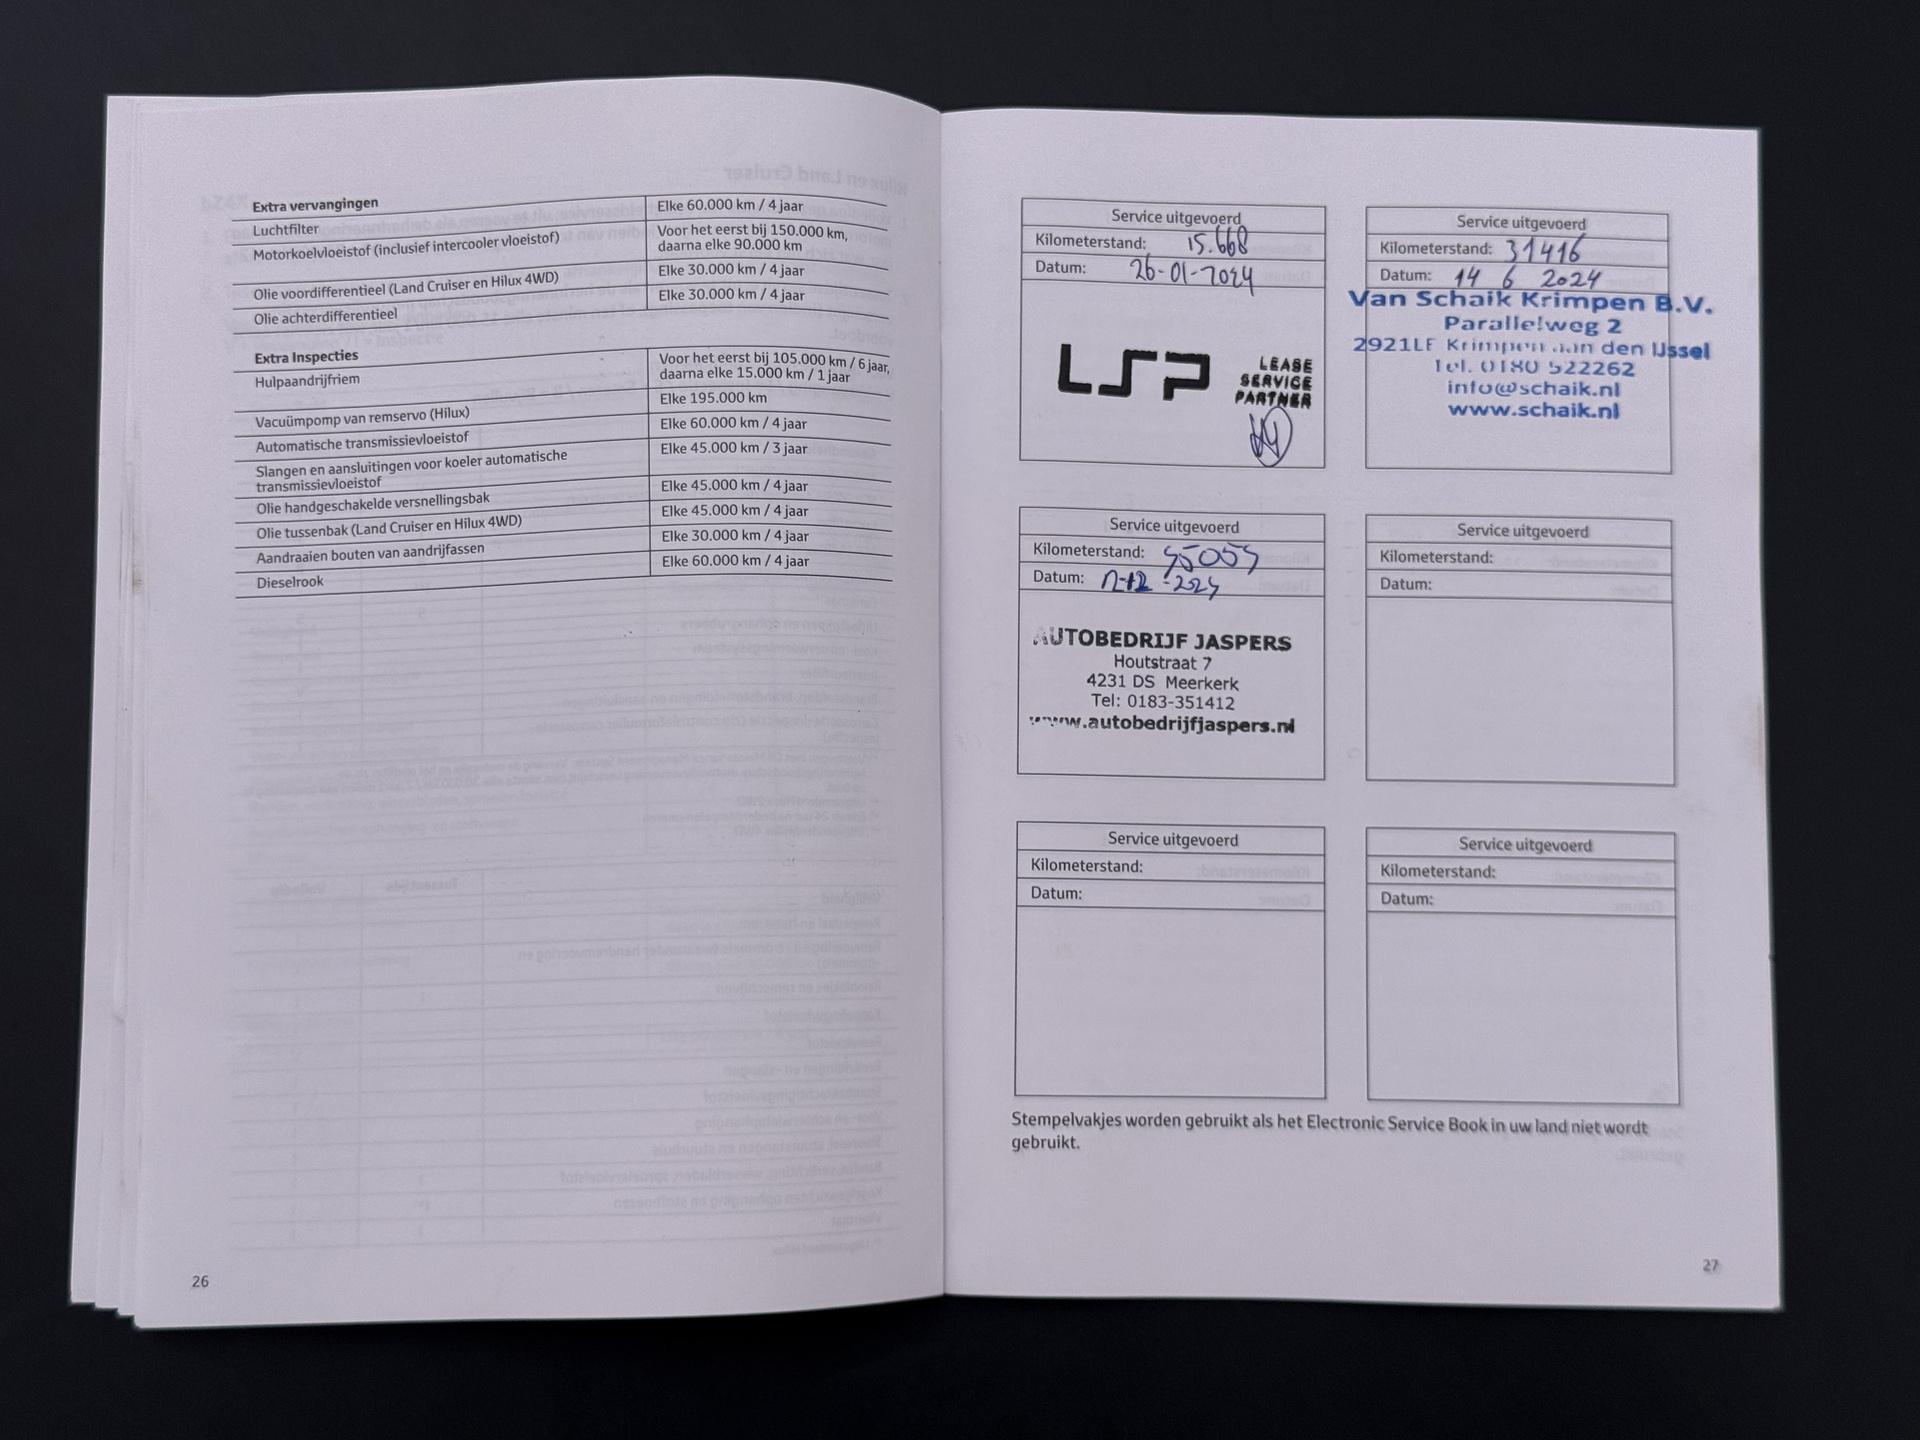 Extra vervangingen
Luchtfilter Elke 60.000 km / 4 jaar
Motorkoelvloeistof (inclusief intercooler vloeistof) Voor het eerst bij 150.000 km,
daarna elke 90.000 km
Olie voordifferentieel (Land Cruiser en Hilux 4WD) Elke 30.000 km / 4 jaar
Olie achterdifferentieel Elke 30.000 km / 4 jaar
Extra Inspecties
Hulpaandrijfriem Voor het eerst bij 105.000 km / 6 jaar,
daarna elke 15.000 km / 1 jaar
Vacuümpomp van remservo (Hilux) Elke 195.000 km
Automatische transmissievloeistof Elke 60.000 km / 4 jaar
Slangen en aansluitingen voor koeler automatische Elke 45.000 km / 3 jaar
transmissievloeistof
Olie handgeschakelde versnellingsbak Elke 45.000 km / 4 jaar
Olie tussenbak (Land Cruiser en Hilux 4WD) Elke 45.000 km / 4 jaar
Aandraaien bouten van aandrijfassen Elke 30.000 km / 4 jaar
Dieselrook Elke 60.000 km / 4 jaar
26
Service uitgevoerd
Kilometerstand: 15.668
Datum: 26-01-2024
LSP LEASE
SERVICE
PARTNER
Service uitgevoerd
Kilometerstand: 31416
Datum: 14 6 2024
Van Schaik Krimpen B.V.
Parallelweg 2
2921LE Krimpen aan den IJssel
Tel. 0180 522262
info@schaik.nl
www.schaik.nl
Service uitgevoerd
Kilometerstand:
Datum:
AUTOBEDRIJF JASPERS
Houtstraat 7
4231 DS Meerkerk
Tel: 0183-351412
www.autobedrijfjaspers.nl
Service uitgevoerd
Kilometerstand:
Datum:
Service uitgevoerd
Kilometerstand:
Datum:
Service uitgevoerd
Kilometerstand:
Datum:
Stempelvakjes worden gebruikt als het Electronic Service Book in uw land niet wordt
gebruikt.
27